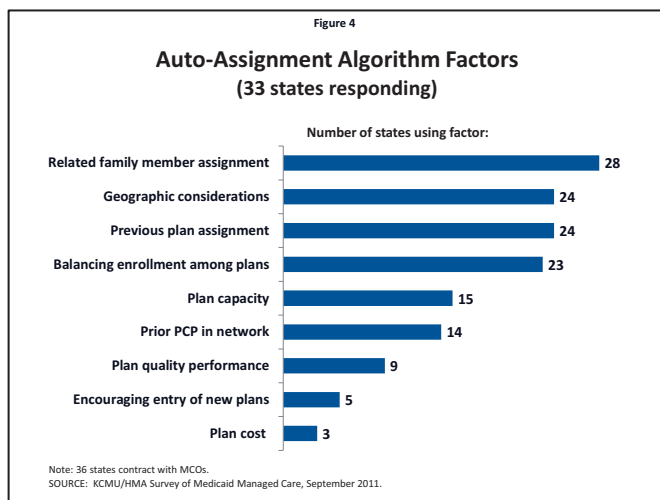 Figure 4
Auto-Assignment Algorithm Factors
(33 states responding)
Number of states using factor:
Related family member assignment 28
Geographic considerations 24
Previous plan assignment 24
Balancing enrollment among plans 23
Plan capacity 15
Prior PCP in network 14
Plan quality performance 9
Encouraging entry of new plans 5
Plan cost 3
Note: 36 states contract with MCOs.
SOURCE: KCMU/HMA Survey of Medicaid Managed Care, September 2011.